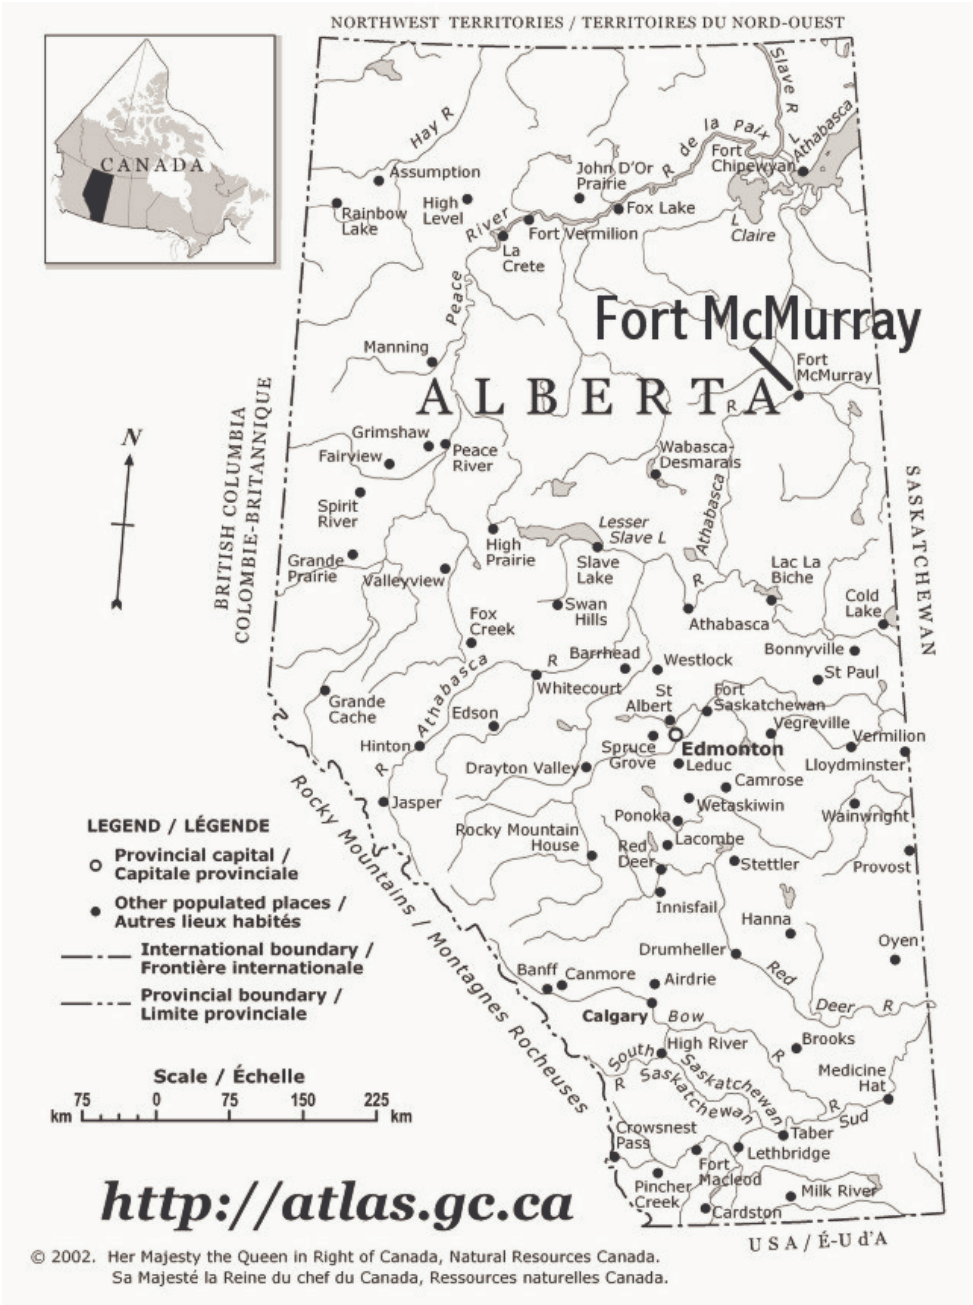 NORTHWEST TERRITORIES / TERRITOIRES DU NORD-OUEST
CANADA
Slave R
L Athabasca
Hay R
R de la Paix
Fort
Chipewyan
Assumption
John D'Or
Prairie
Rainbow
Lake
High
Level
Fox Lake
L
Claire
River
Fort Vermilion
La
Crete
Peace
Fort McMurray
Manning
Fort
McMurray
ALBERTA
R
BRITISH COLUMBIA
COLOMBIE-BRITANNIQUE
N
Grimshaw
Fairview
Peace
River
Wabasca-
Desmarais
Spirit
River
Athabasca
SASKATCHEWAN
High
Prairie
Lesser
Slave L
Slave
Lake
Grande
Prairie
Valleyview
R
Lac La
Biche
Cold
Lake
Swan
Hills
Athabasca
Fox
Creek
Bonnyville
Barrhead
Westlock
R
Whitecourt
St Paul
Athabasca
Grande
Cache
St
Albert
Fort
Saskatchewan
Edson
Vegreville
Vermilion
Hinton
Spruce
Grove
Edmonton
Lloydminster
R
Drayton Valley
Leduc
Camrose
Jasper
Wetaskiwin
Wainwright
Ponoka
Rocky Mountain
House
Lacombe
Red
Deer
Stettler
Provost
Innisfail
Hanna
Rocky Mountains / Montagnes Rocheuses
Drumheller
Oyen
Red
Deer R
Banff
Canmore
Airdrie
Calgary
Bow
R
Brooks
High River
South
Saskatchewan
R
Saskatchewan
R
Sud
Medicine
Hat
Crowsnest
Pass
Taber
Lethbridge
Fort
Macleod
Pincher
Creek
Milk River
Cardston
USA / É-U d'A
LEGEND / LÉGENDE
Provincial capital /
Capitale provinciale
Other populated places /
Autres lieux habités
International boundary /
Frontière internationale
Provincial boundary /
Limite provinciale
Scale / Échelle
75 0 75 150 225
km km
http://atlas.gc.ca
© 2002. Her Majesty the Queen in Right of Canada, Natural Resources Canada.
Sa Majesté la Reine du chef du Canada, Ressources naturelles Canada.